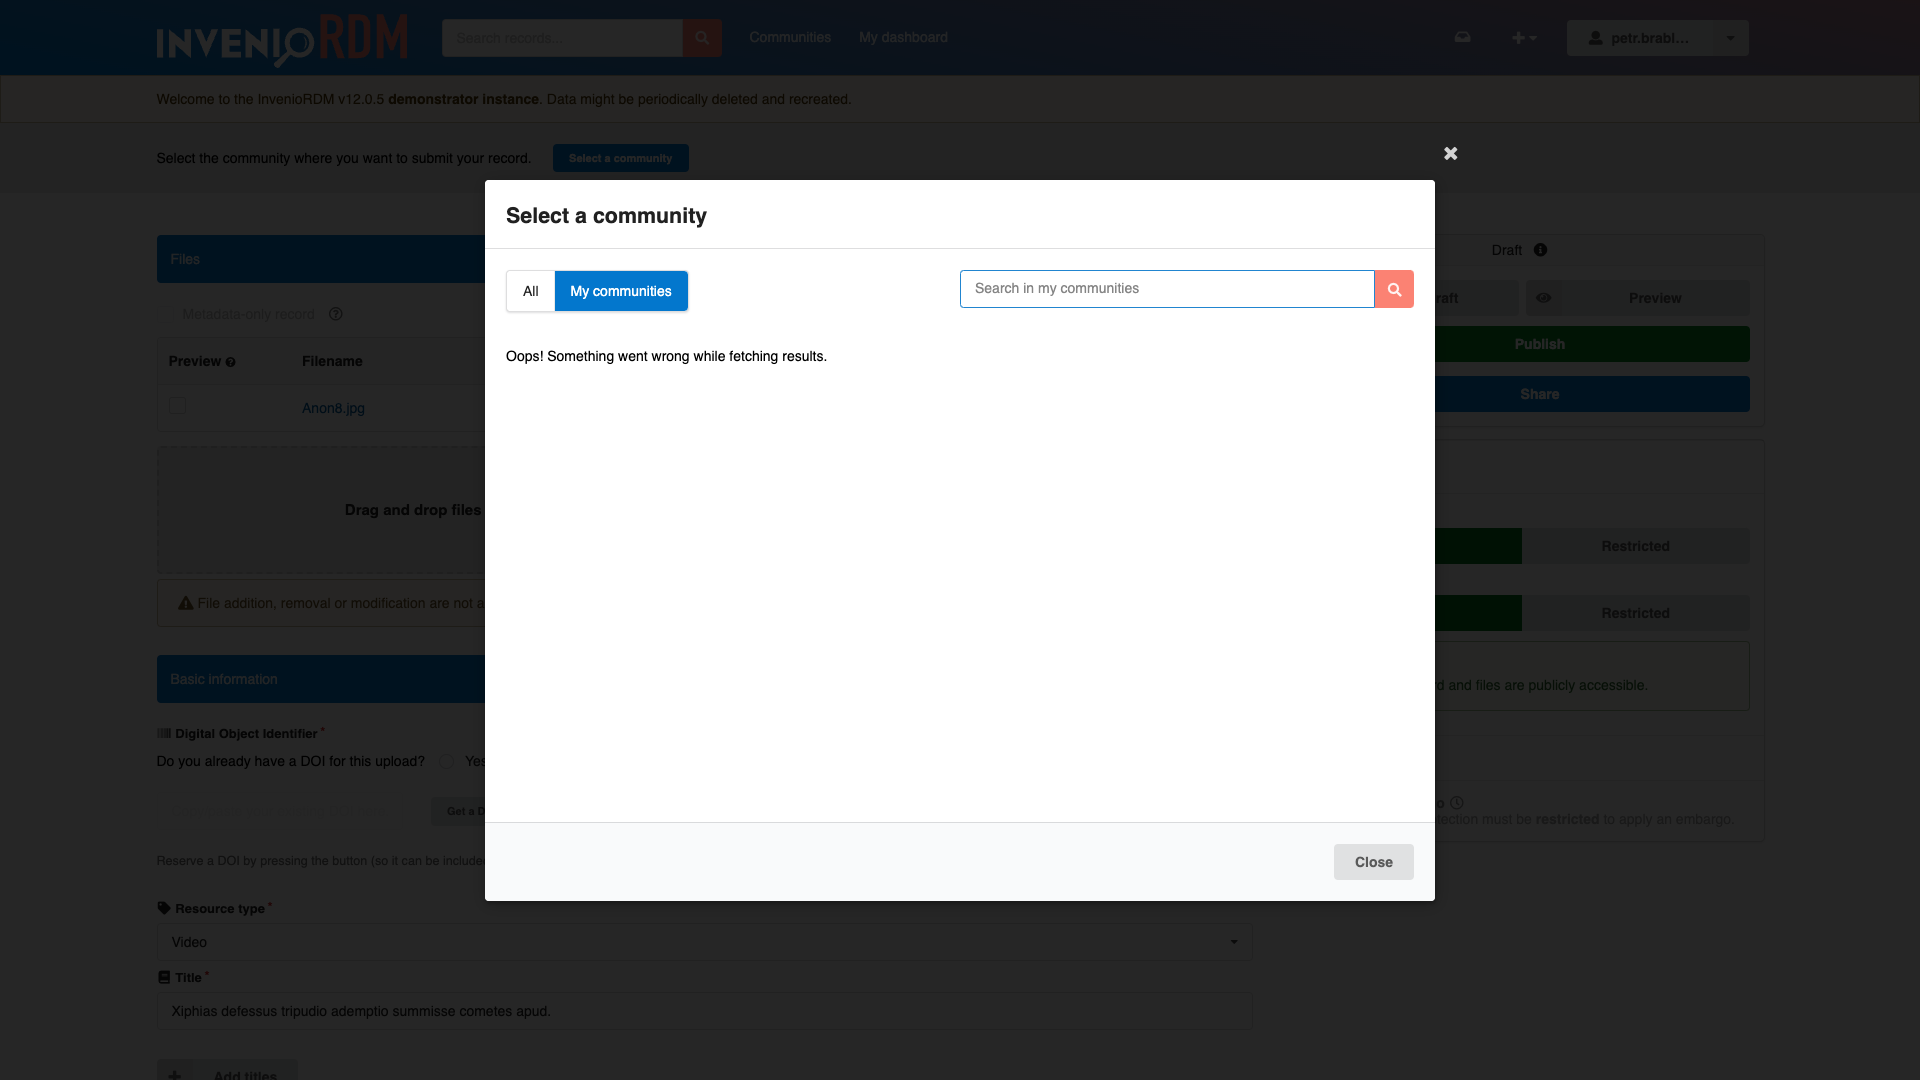 INVENIORDM
Search records...
Communities
My dashboard
petr.brabl...
Welcome to the InvenioRDM v12.0.5 demonstrator instance. Data might be periodically deleted and recreated.
Select the community where you want to submit your record.
Select a community
Select a community
All
My communities
Search in my communities
Oops! Something went wrong while fetching results.
Close
Files
Metadata-only record
Preview
Filename
Anon8.jpg
Drag and drop files
File addition, removal or modification are not a
Basic information
Digital Object Identifier *
Do you already have a DOI for this upload?
Yes
Get a D
Reserve a DOI by pressing the button (so it can be include
Resource type *
Video
Title *
Xiphias defessus tripudio ademptio summisse cometes apud.
Add titles
Draft
raft
Preview
Publish
Share
Restricted
Restricted
d and files are publicly accessible.
o
ection must be restricted to apply an embargo.